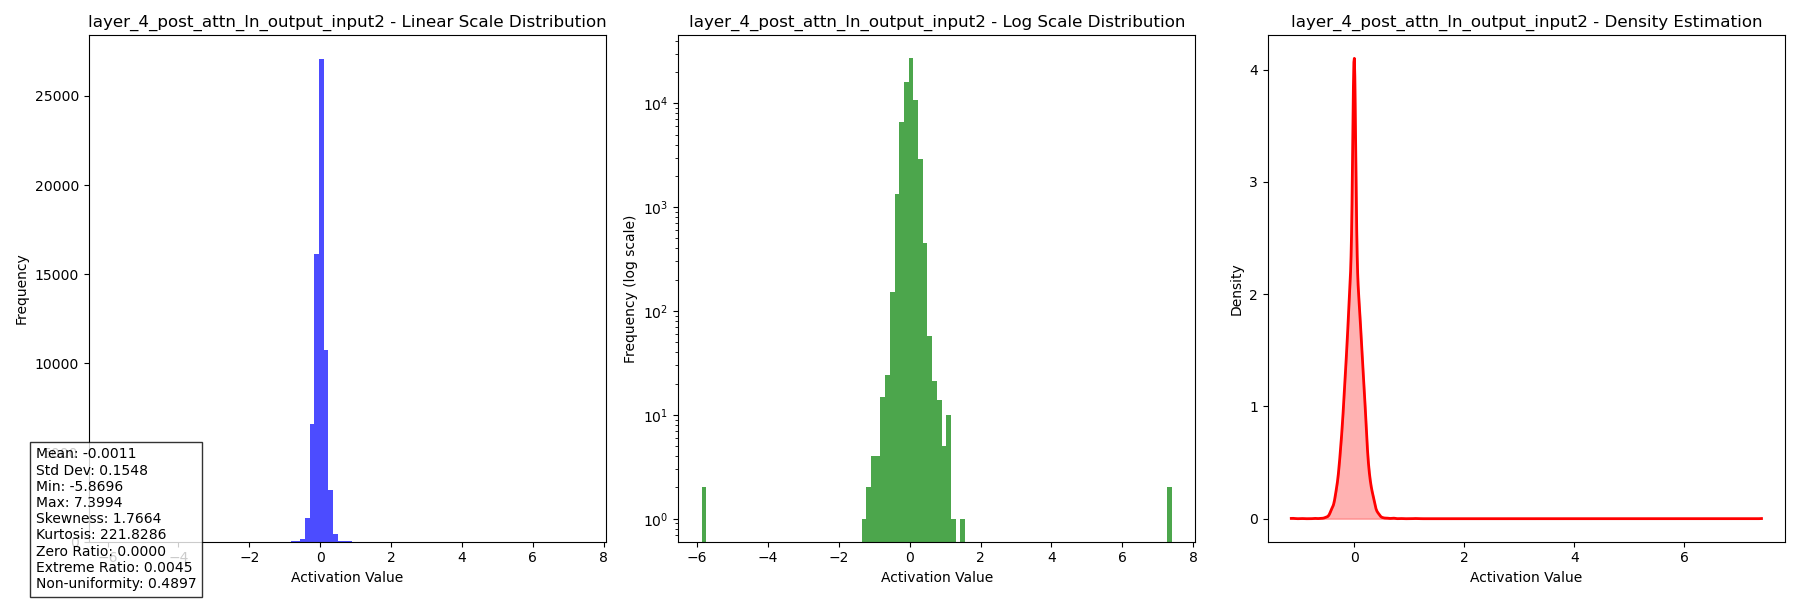 layer_4_post_attn_ln_output_input2 - Linear Scale Distribution
25000
20000
15000
10000
Frequency
−2
0
2
4
6
8
Activation Value
Mean: -0.0011
Std Dev: 0.1548
Min: -5.8696
Max: 7.3994
Skewness: 1.7664
Kurtosis: 221.8286
Zero Ratio: 0.0000
Extreme Ratio: 0.0045
Non-uniformity: 0.4897
layer_4_post_attn_ln_output_input2 - Log Scale Distribution
10^4
10^3
10^2
10^1
10^0
Frequency (log scale)
−6
−4
−2
0
2
4
6
8
Activation Value
layer_4_post_attn_ln_output_input2 - Density Estimation
4
3
2
1
0
Density
0
2
4
6
Activation Value